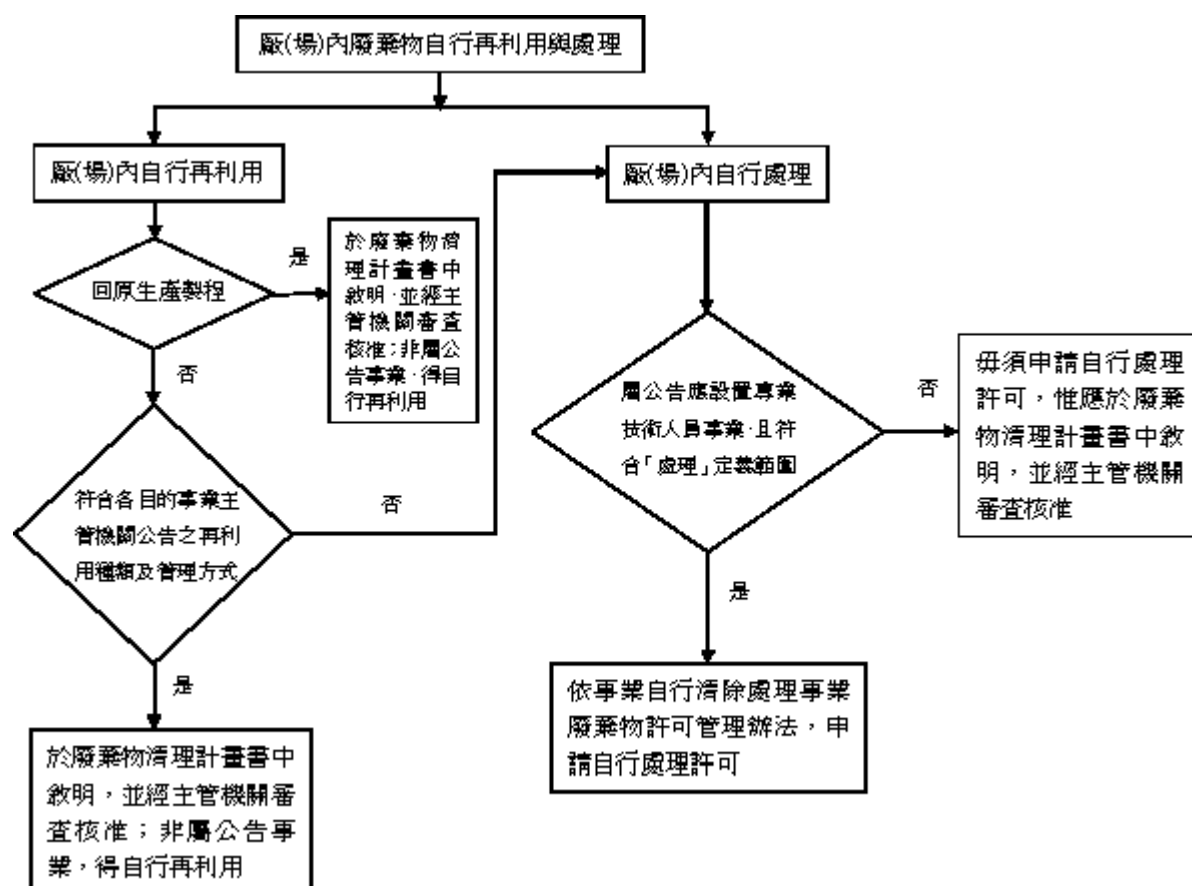 廠(場)內廢棄物自行再利用與處理
廠(場)內自行再利用
廠(場)內自行處理
回原生產製程
是
於廢棄物清
理計畫書中
敘明，並經主
管機關審查
核准；非屬公
告事業，得自
行再利用
否
符合各目的事業主
管機關公告之再利
用種類及管理方式
否
是
於廢棄物清理計畫書中
敘明，並經主管機關審
查核准；非屬公告事
業，得自行再利用
屬公告應設置專業
技術人員事業，且符
合「處理」定義範圍
否
毋須申請自行處理
許可，惟應於廢棄
物清理計畫書中敘
明，並經主管機關
審查核准
是
依事業自行清除處理事業
廢棄物許可管理辦法，申
請自行處理許可